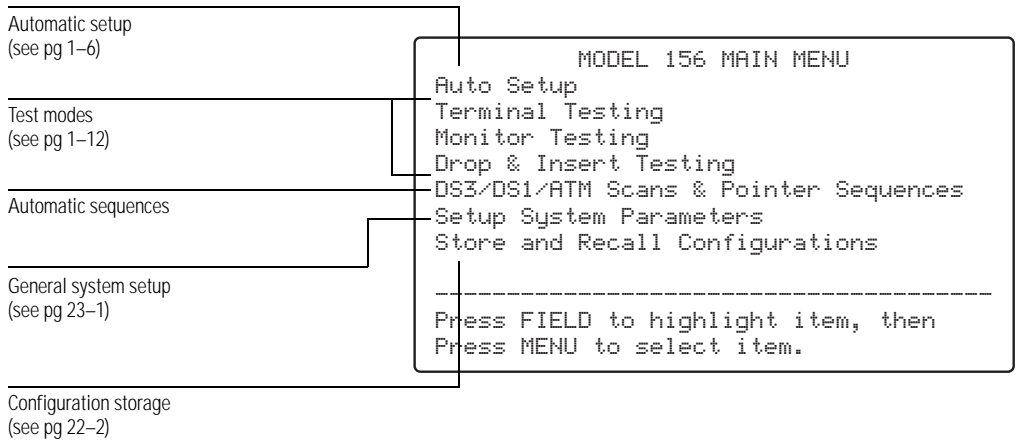 Automatic setup
(see pg 1–6)
Test modes
(see pg 1–12)
Automatic sequences
General system setup
(see pg 23–1)
Configuration storage
(see pg 22–2)
MODEL 156 MAIN MENU
Auto Setup
Terminal Testing
Monitor Testing
Drop & Insert Testing
DS3/DS1/ATM Scans & Pointer Sequences
Setup System Parameters
Store and Recall Configurations
Press FIELD to highlight item, then
Press MENU to select item.